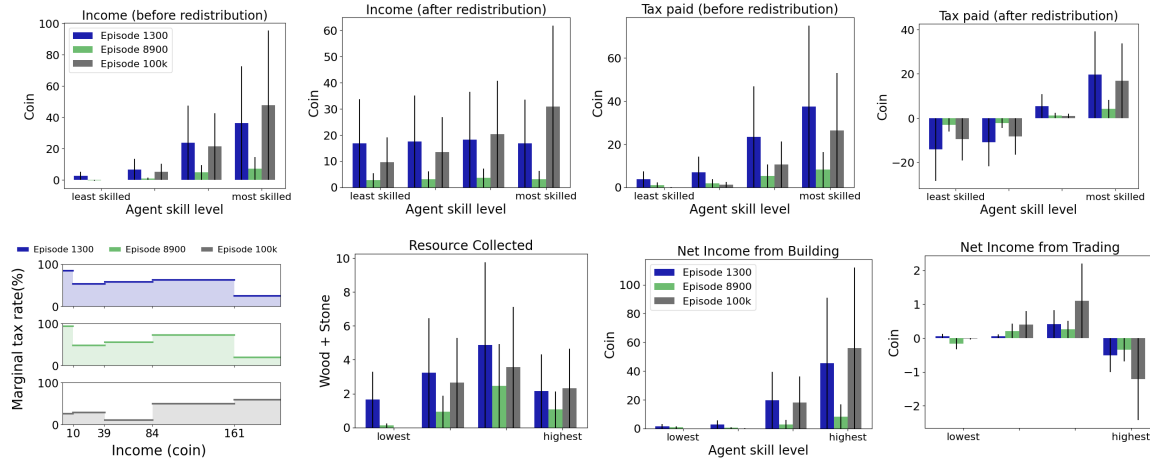 Income (before redistribution)
100
80
60
40
20
0
Coin
Episode 1300
Episode 8900
Episode 100k
least skilled
most skilled
Agent skill level
Income (after redistribution)
60
50
40
30
20
10
0
Coin
least skilled
most skilled
Agent skill level
Tax paid (before redistribution)
60
40
20
0
Coin
least skilled
most skilled
Agent skill level
Tax paid (after redistribution)
40
20
0
−20
Coin
least skilled
most skilled
Agent skill level
Episode 1300
Episode 8900
Episode 100k
Marginal tax rate(%)
100
0
100
0
100
0
10
39
84
161
Income (coin)
Resource Collected
10
8
6
4
2
0
Wood + Stone
lowest
highest
Net Income from Building
100
80
60
40
20
0
Coin
Episode 1300
Episode 8900
Episode 100k
lowest
highest
Agent skill level
Net Income from Trading
2
1
0
−1
−2
Coin
lowest
highest